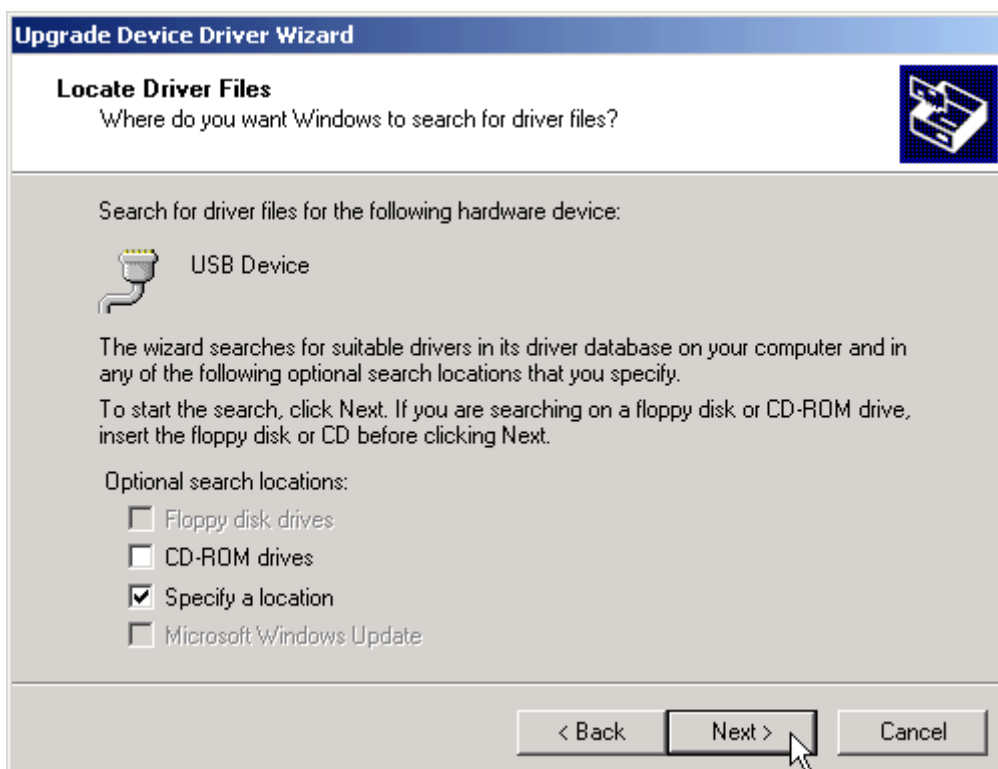 Upgrade Device Driver Wizard
Locate Driver Files
Where do you want Windows to search for driver files?
Search for driver files for the following hardware device:
USB Device
The wizard searches for suitable drivers in its driver database on your computer and in
any of the following optional search locations that you specify.
To start the search, click Next. If you are searching on a floppy disk or CD-ROM drive,
insert the floppy disk or CD before clicking Next.
Optional search locations:
Floppy disk drives
CD-ROM drives
Specify a location
Microsoft Windows Update
< Back Next > Cancel